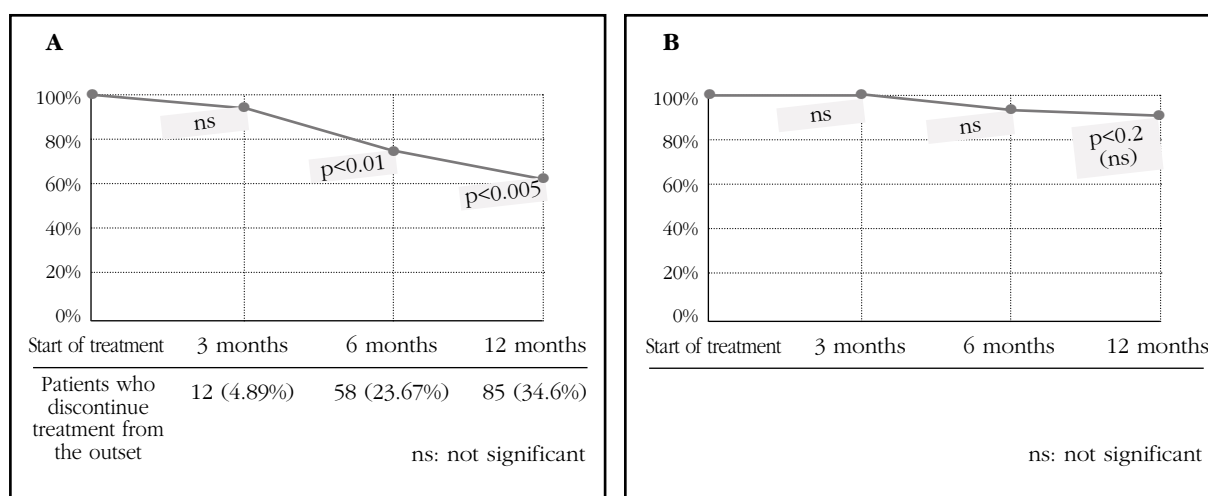 A
100%
80%
60%
40%
20%
0%
ns
p<0.01
p<0.005
Start of treatment 3 months 6 months 12 months
Patients who 12 (4.89%) 58 (23.67%) 85 (34.6%)
discontinue
treatment from
the outset
ns: not significant
B
100%
80%
60%
40%
20%
0%
ns
ns
p<0.2
(ns)
Start of treatment 3 months 6 months 12 months
ns: not significant